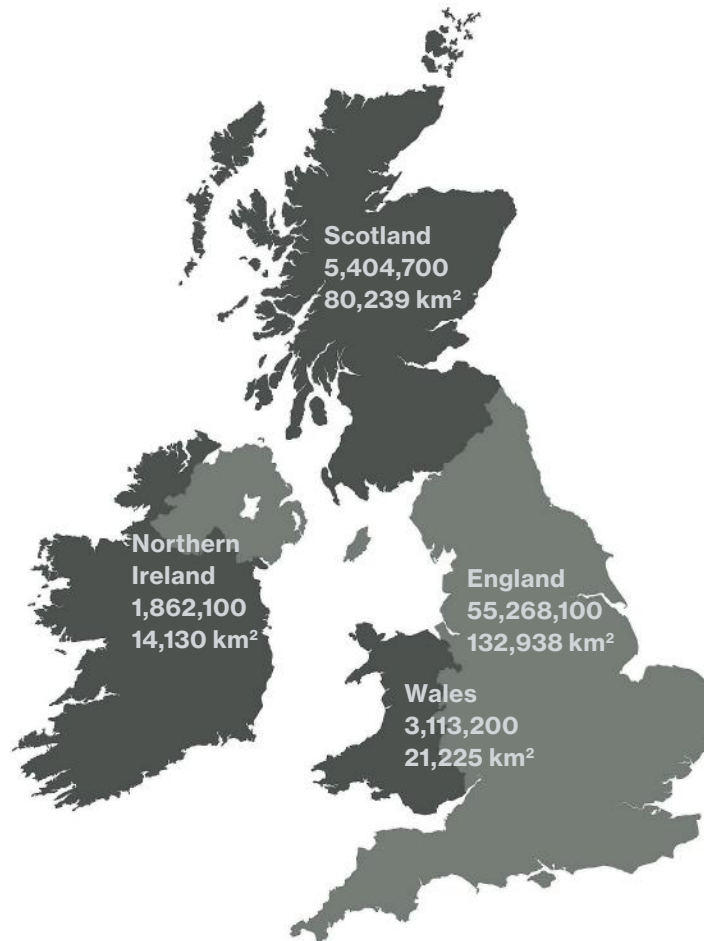 Scotland
5,404,700
80,239 km²
Northern
Ireland
1,862,100
14,130 km²
England
55,268,100
132,938 km²
Wales
3,113,200
21,225 km²